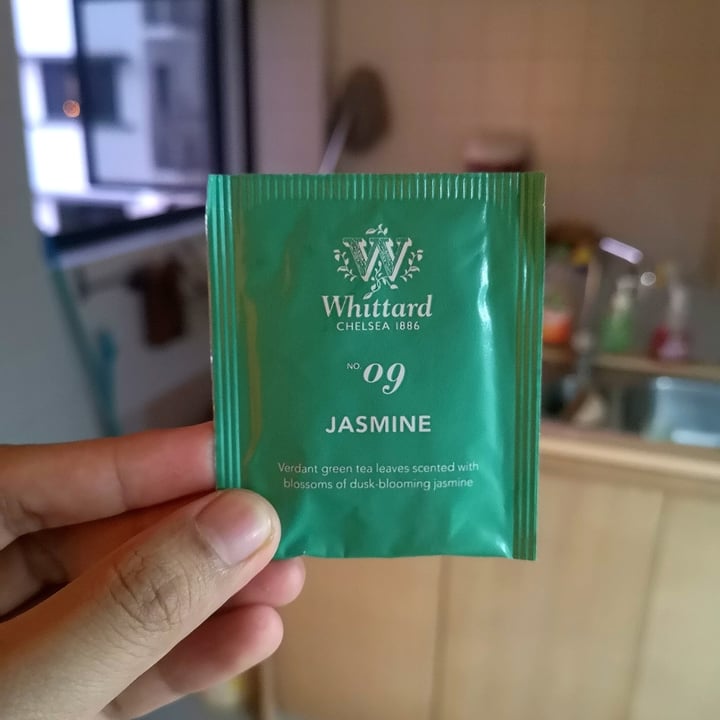 W
Whittard
CHELSEA 1886
NO. 09
JASMINE
Verdant green tea leaves scented with
blossoms of dusk-blooming jasmine